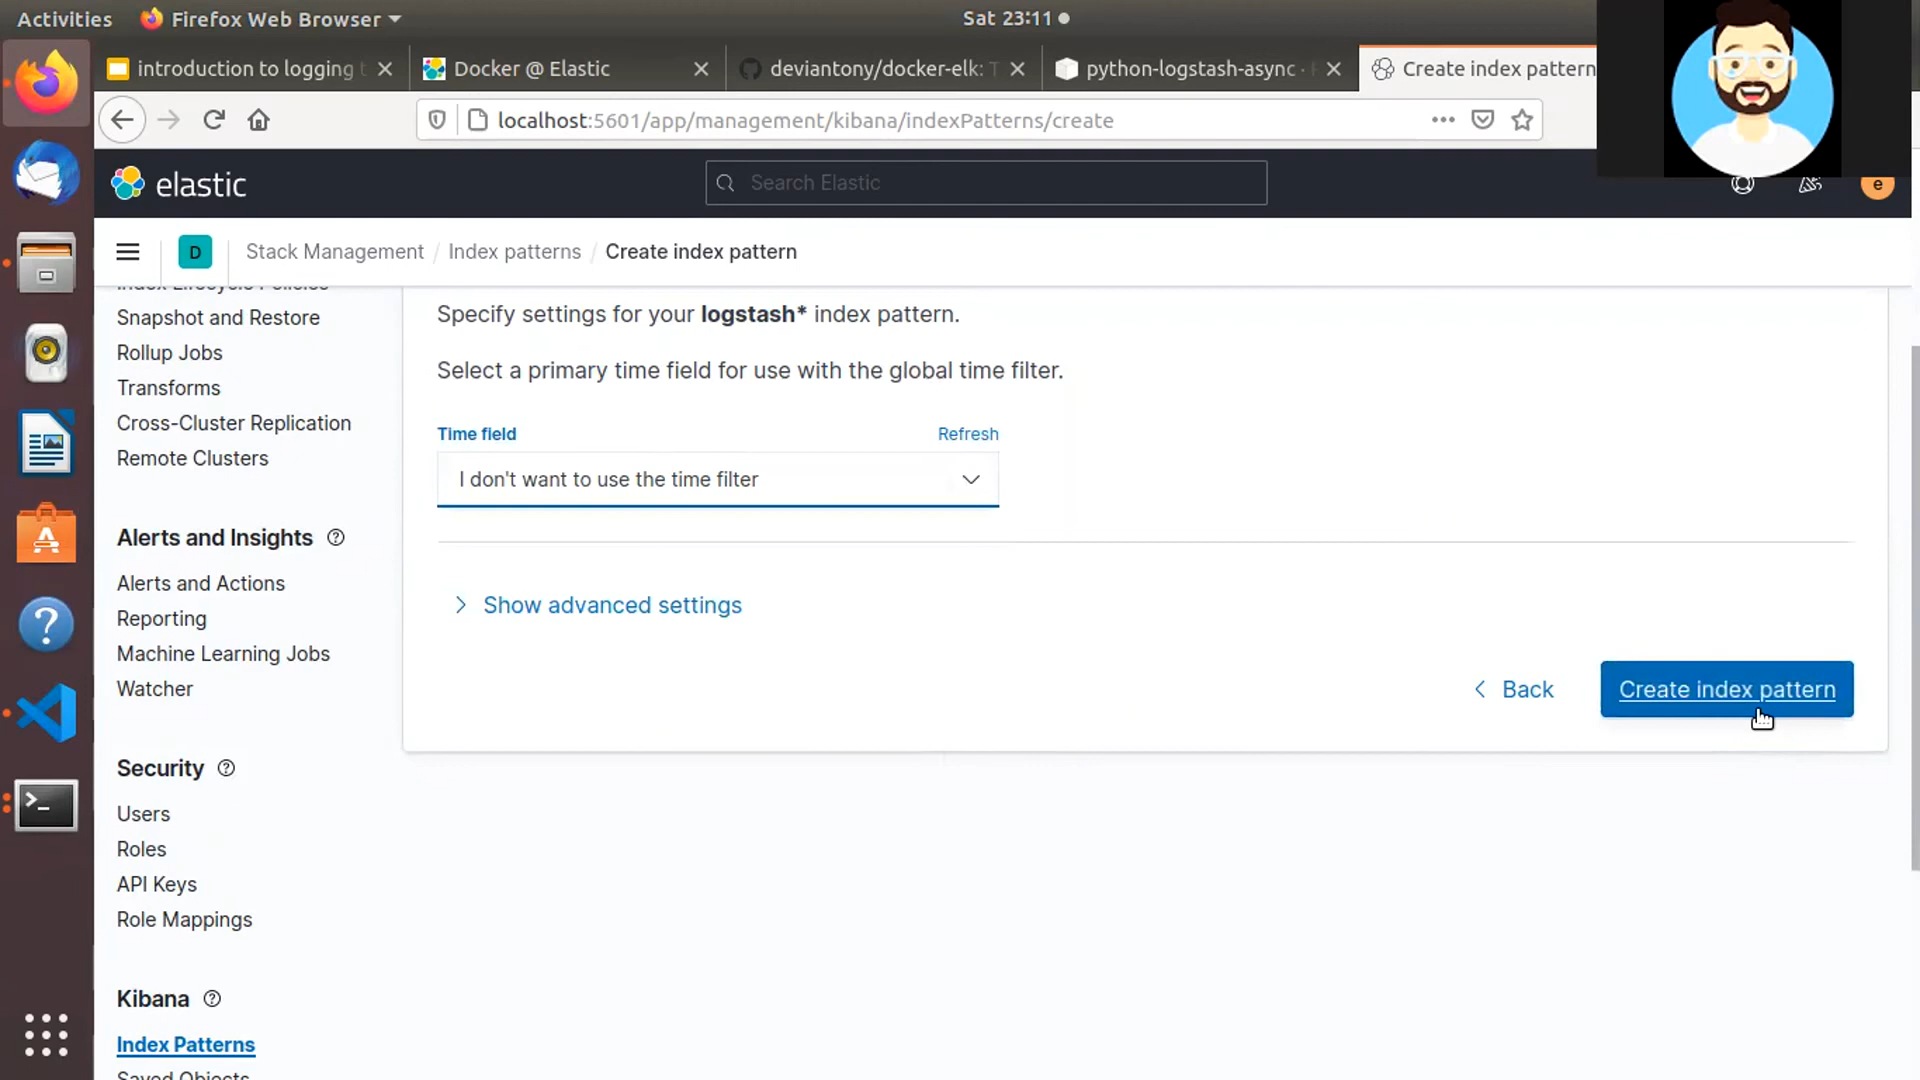 Activities
Firefox Web Browser
Sat 23:11
introduction to logging t
Docker @ Elastic
deviantony/docker-elk: T
python-logstash-async ·
Create index pattern
localhost:5601/app/management/kibana/indexPatterns/create
elastic
Search Elastic
e
D
Stack Management / Index patterns / Create index pattern
Index Lifecycle Policies
Snapshot and Restore
Rollup Jobs
Transforms
Cross-Cluster Replication
Remote Clusters
Alerts and Insights
Alerts and Actions
Reporting
Machine Learning Jobs
Watcher
Security
Users
Roles
API Keys
Role Mappings
Kibana
Index Patterns
Saved Objects
Specify settings for your logstash* index pattern.
Select a primary time field for use with the global time filter.
Time field
Refresh
I don't want to use the time filter
Show advanced settings
Back
Create index pattern